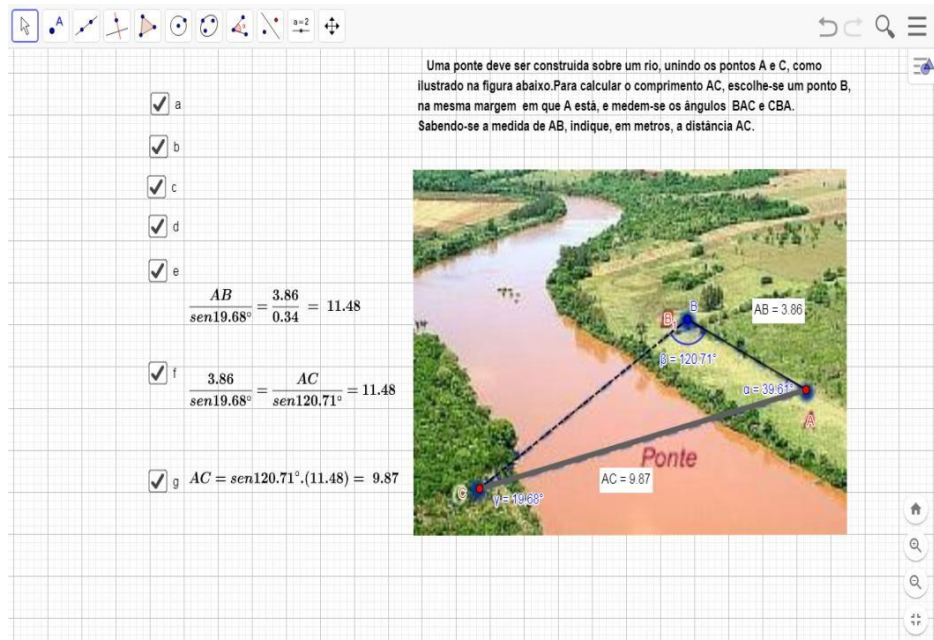 A
a=2
Uma ponte deve ser construída sobre um rio, unindo os pontos A e C, como
ilustrado na figura abaixo.Para calcular o comprimento AC, escolhe-se um ponto B,
na mesma margem em que A está, e medem-se os ângulos BAC e CBA.
Sabendo-se a medida de AB, indique, em metros, a distância AC.
a
b
c
d
e
AB / sen19.68° = 3.86 / 0.34 = 11.48
f
3.86 / sen19.68° = AC / sen120.71° = 11.48
g
AC = sen120.71°.(11.48) = 9.87
B
B
AB = 3.86
β = 120.71°
α = 39.61°
A
Ponte
AC = 9.87
C
γ = 19.68°